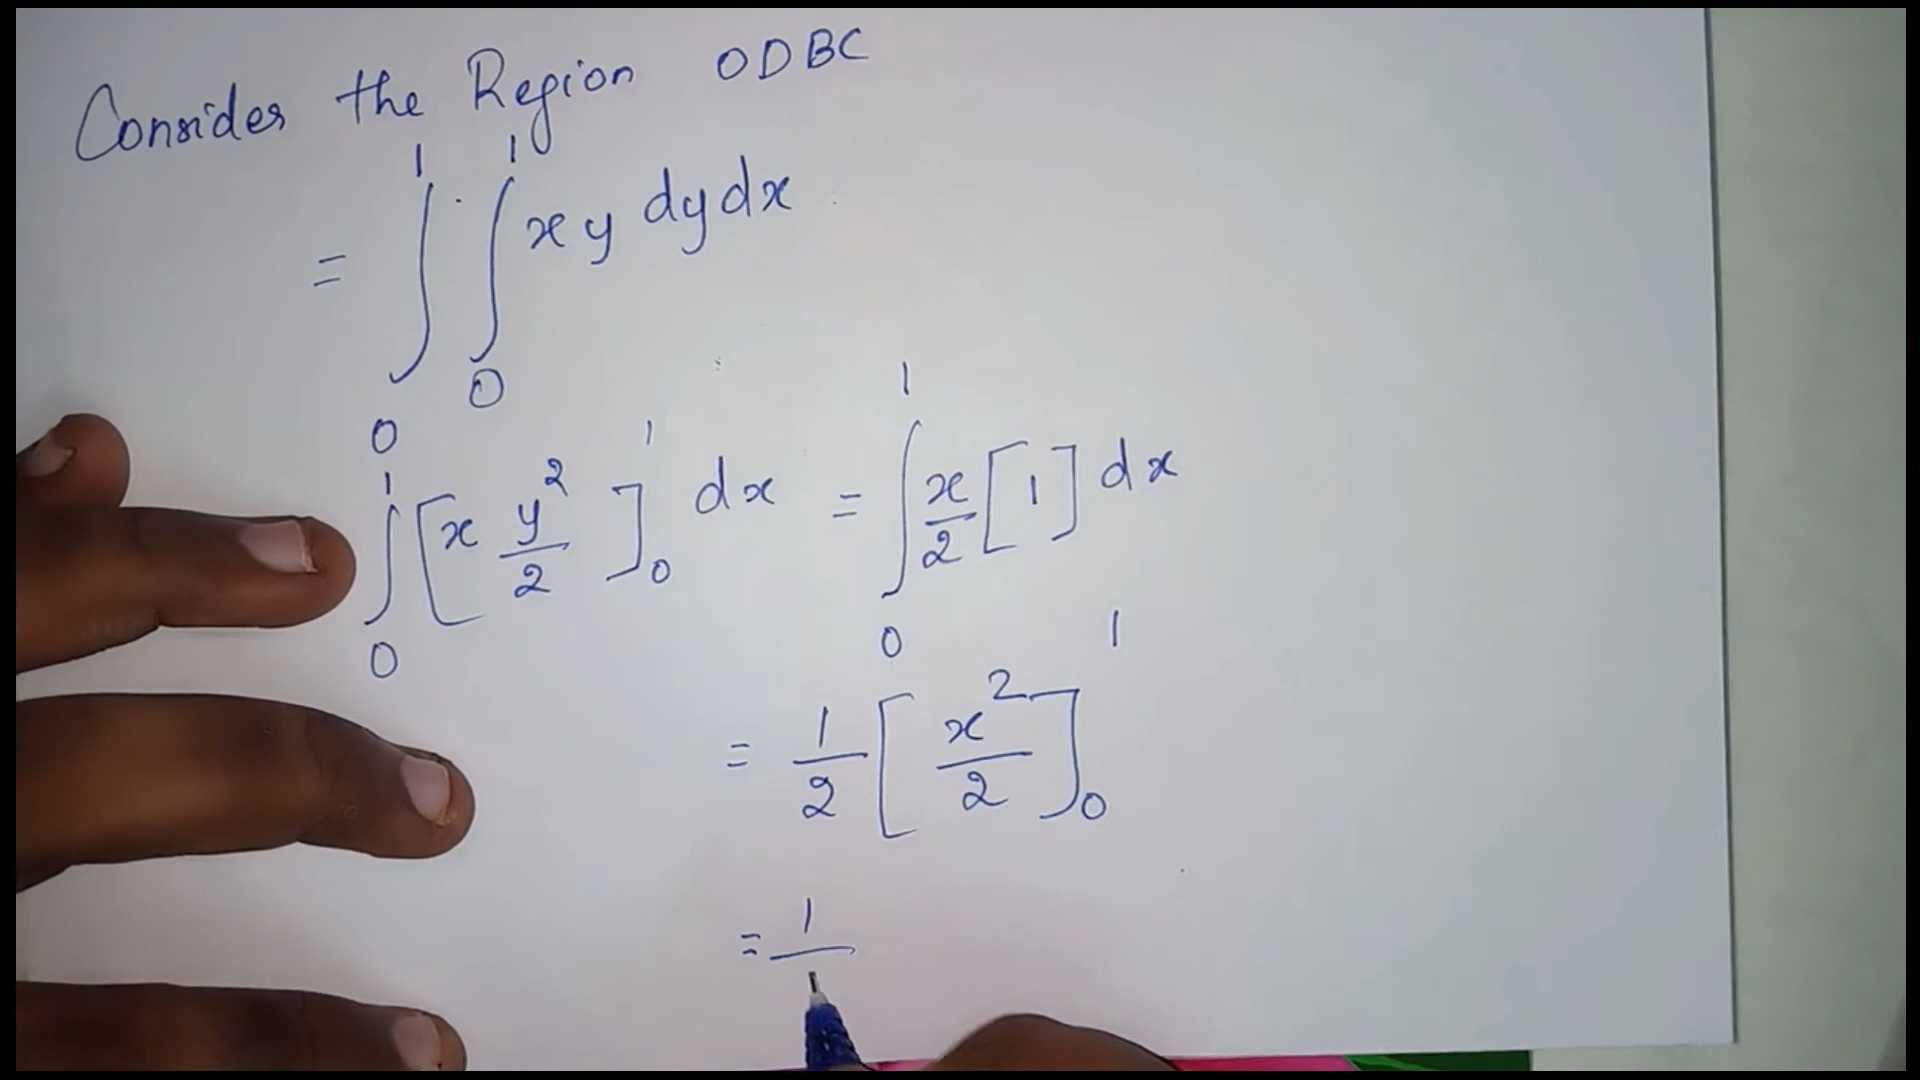 Consider the Region ODBC
= ∫₀¹ ∫₀¹ xy dy dx
∫₀¹ [x y²/2]₀¹ dx = ∫₀¹ x/2 [1] dx
= 1/2 [x²/2]₀¹
= 1/